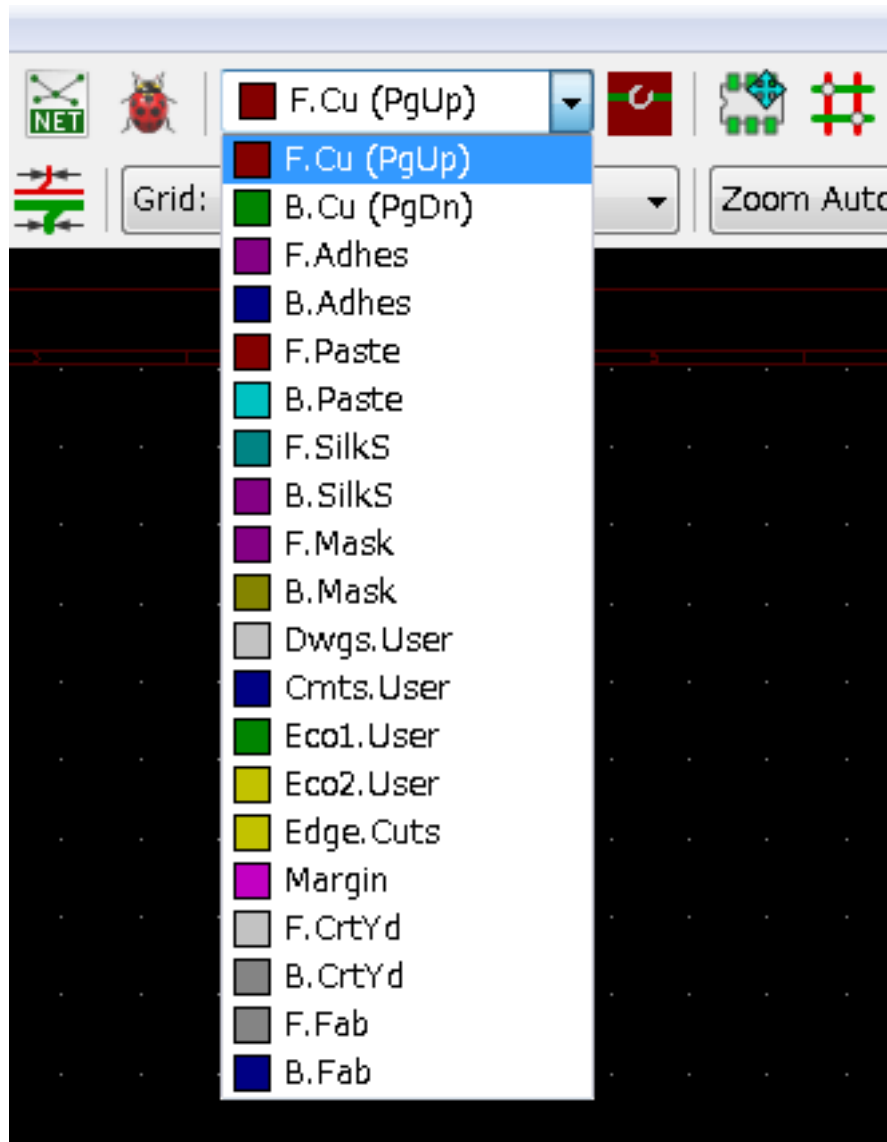 NET
F.Cu (PgUp)
F.Cu (PgUp)
Grid:
Zoom Auto
B.Cu (PgDn)
F.Adhes
B.Adhes
F.Paste
B.Paste
F.SilkS
B.SilkS
F.Mask
B.Mask
Dwgs.User
Cmts.User
Eco1.User
Eco2.User
Edge.Cuts
Margin
F.CrtYd
B.CrtYd
F.Fab
B.Fab